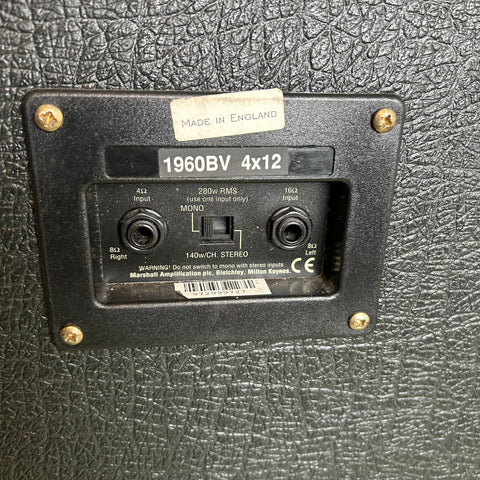 MADE IN ENGLAND
1960BV 4x12
4Ω
Input
280w RMS
(use one input only)
16Ω
Input
MONO
8Ω
Right
140w/CH. STEREO
8Ω
Left
WARNING! Do not switch to mono with stereo inputs
Marshall Amplification plc, Bletchley, Milton Keynes.
CE